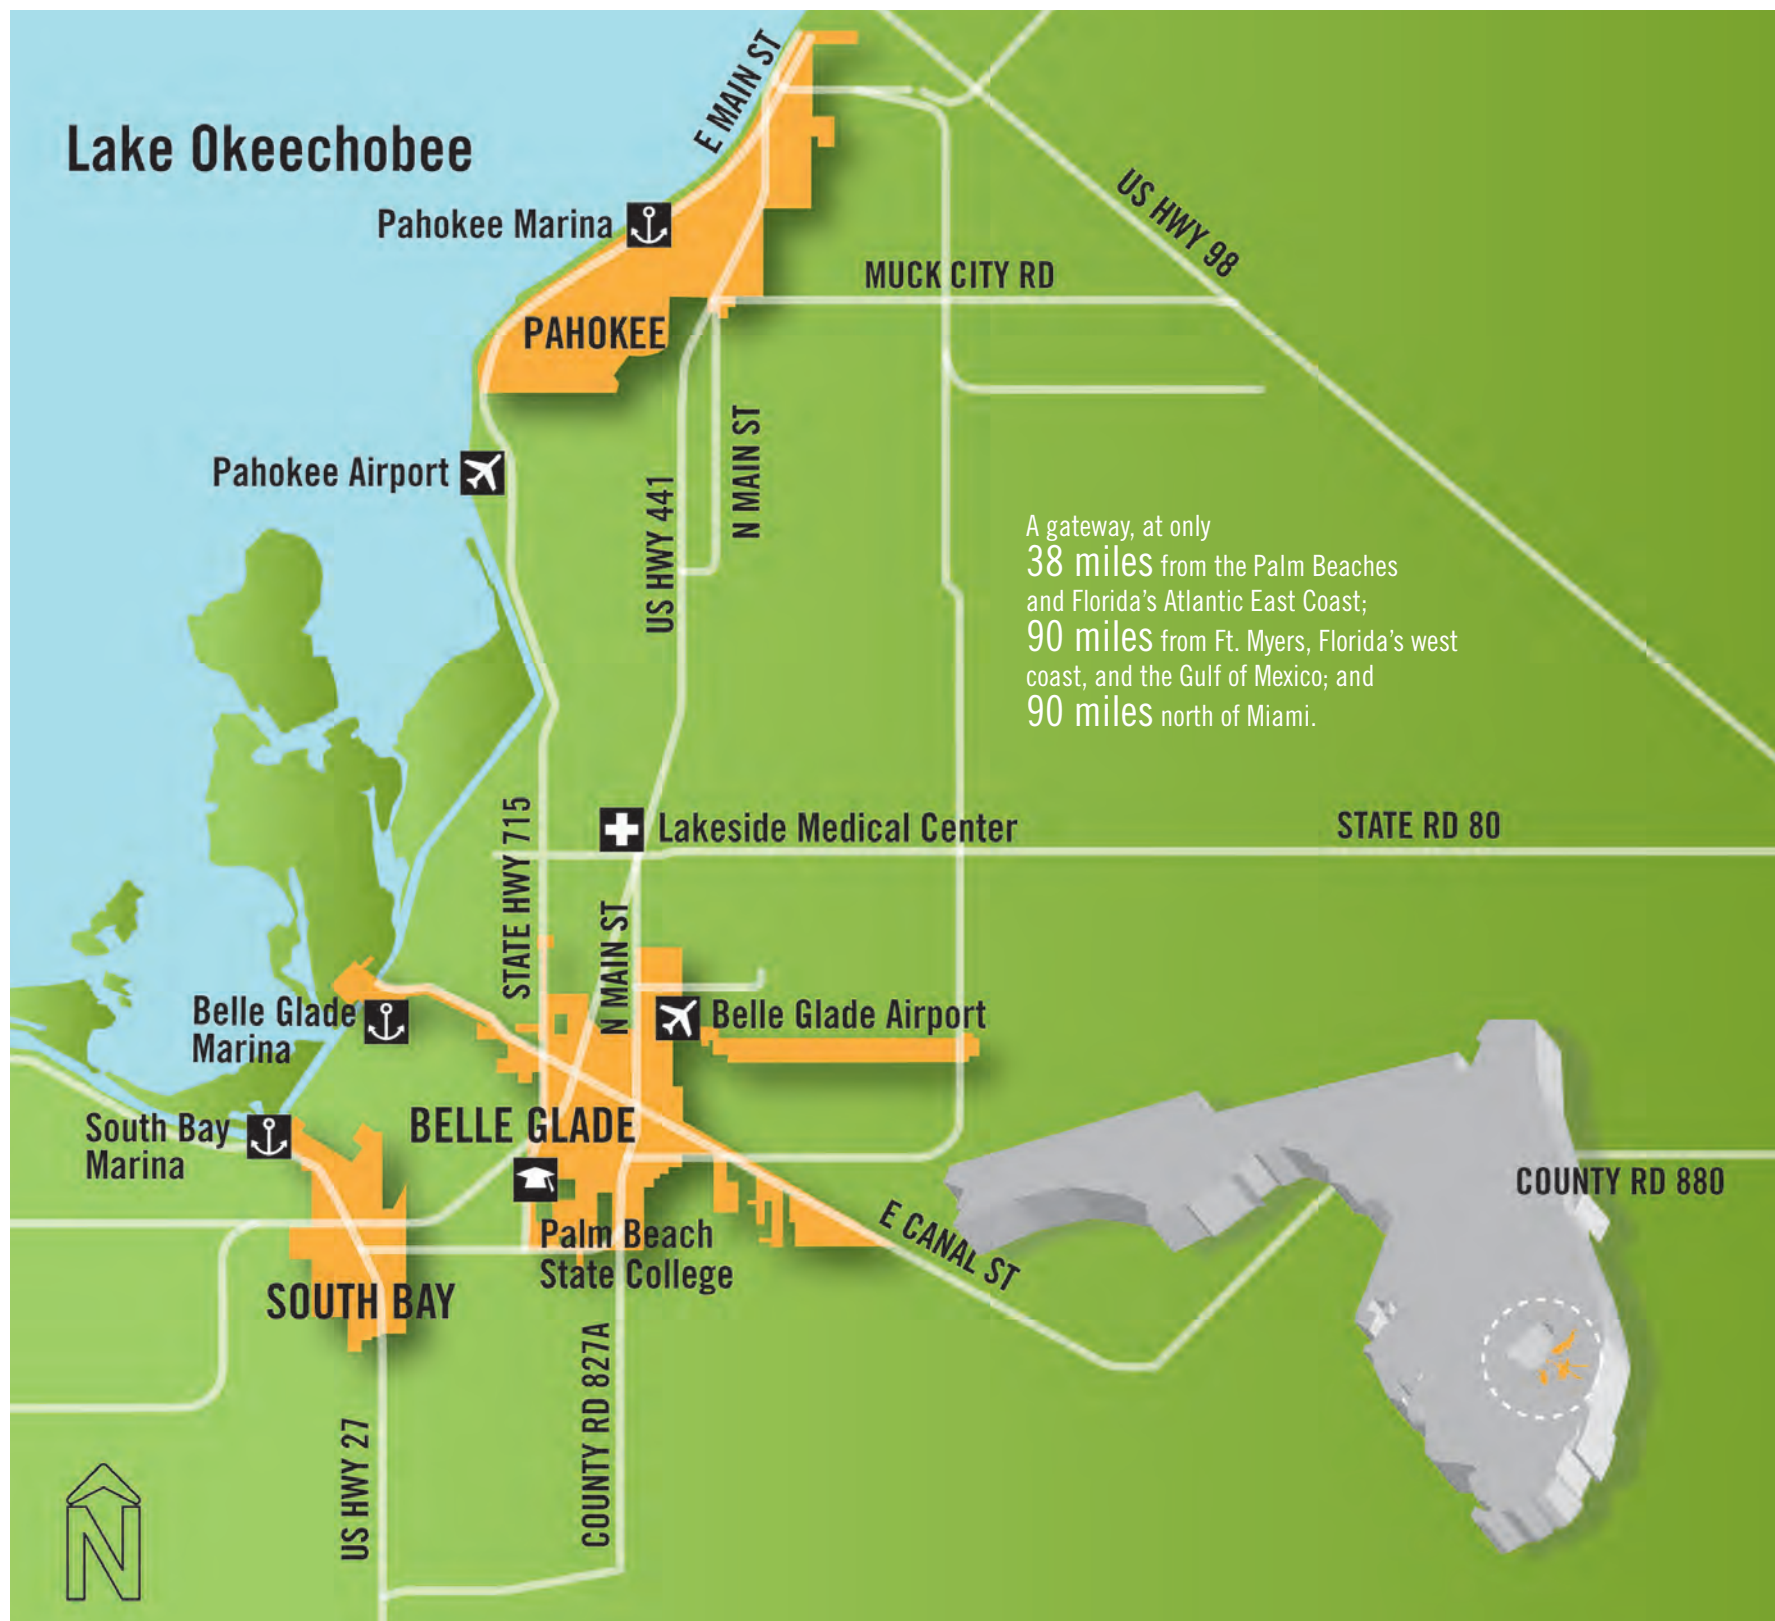 E MAIN ST
Lake Okeechobee
Pahokee Marina
US HWY 98
MUCK CITY RD
PAHOKEE
Pahokee Airport
N MAIN ST
US HWY 441
A gateway, at only
38 miles from the Palm Beaches
and Florida's Atlantic East Coast;
90 miles from Ft. Myers, Florida's west
coast, and the Gulf of Mexico; and
90 miles north of Miami.
STATE HWY 715
Lakeside Medical Center
STATE RD 80
N MAIN ST
Belle Glade
Marina
Belle Glade Airport
South Bay
Marina
BELLE GLADE
COUNTY RD 880
Palm Beach
State College
E CANAL ST
SOUTH BAY
US HWY 27
COUNTY RD 827A
N